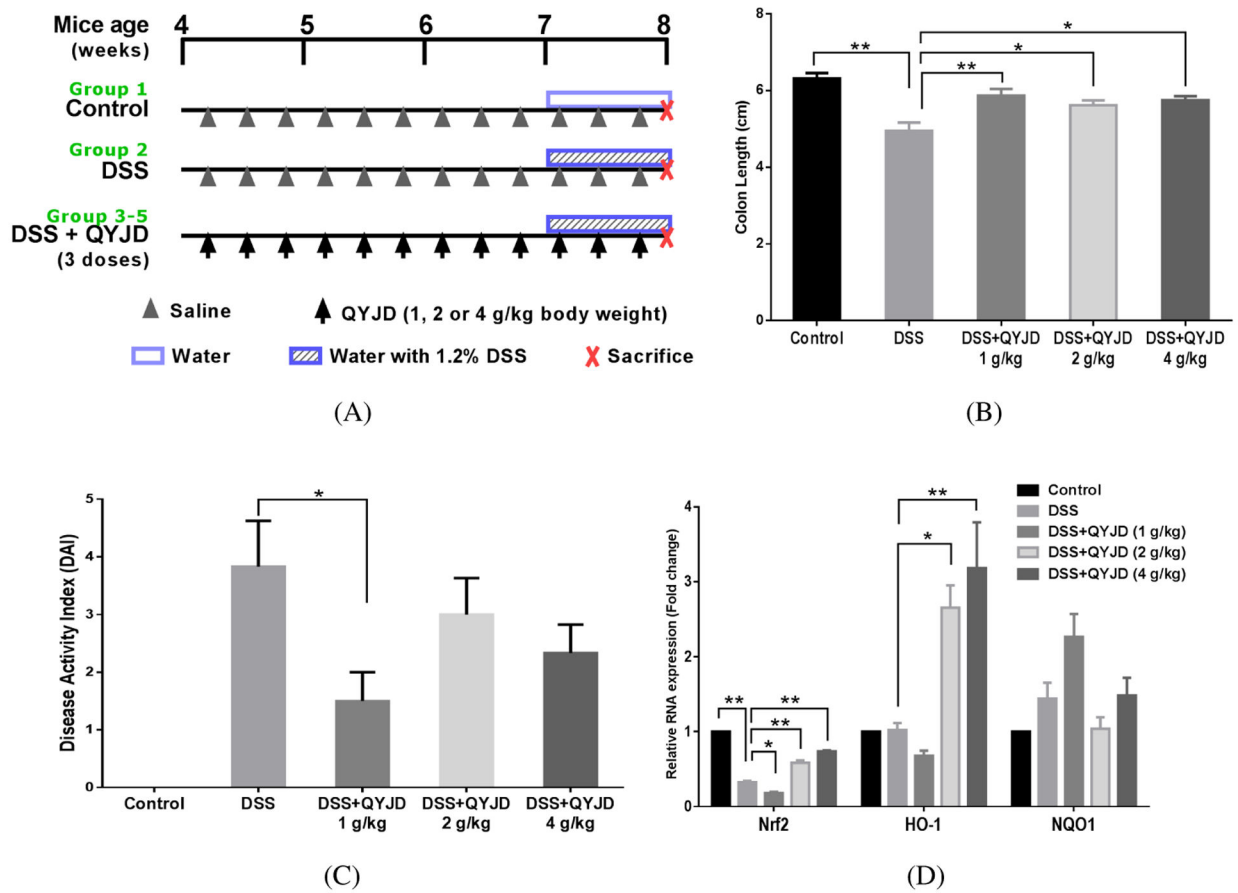 Mice age
(weeks)
4 5 6 7 8
Group 1
Control
Group 2
DSS
Group 3-5
DSS + QYJD
(3 doses)
Saline
QYJD (1, 2 or 4 g/kg body weight)
Water
Water with 1.2% DSS
Sacrifice
(A)
Colon Length (cm)
8
6
4
2
0
**
**
*
*
Control
DSS
DSS+QYJD
1 g/kg
DSS+QYJD
2 g/kg
DSS+QYJD
4 g/kg
(B)
Disease Activity Index (DAI)
5
4
3
2
1
0
*
Control
DSS
DSS+QYJD
1 g/kg
DSS+QYJD
2 g/kg
DSS+QYJD
4 g/kg
(C)
Relative RNA expression (Fold change)
4
3
2
1
0
**
*
**
**
*
**
Control
DSS
DSS+QYJD (1 g/kg)
DSS+QYJD (2 g/kg)
DSS+QYJD (4 g/kg)
Nrf2
HO-1
NQO1
(D)